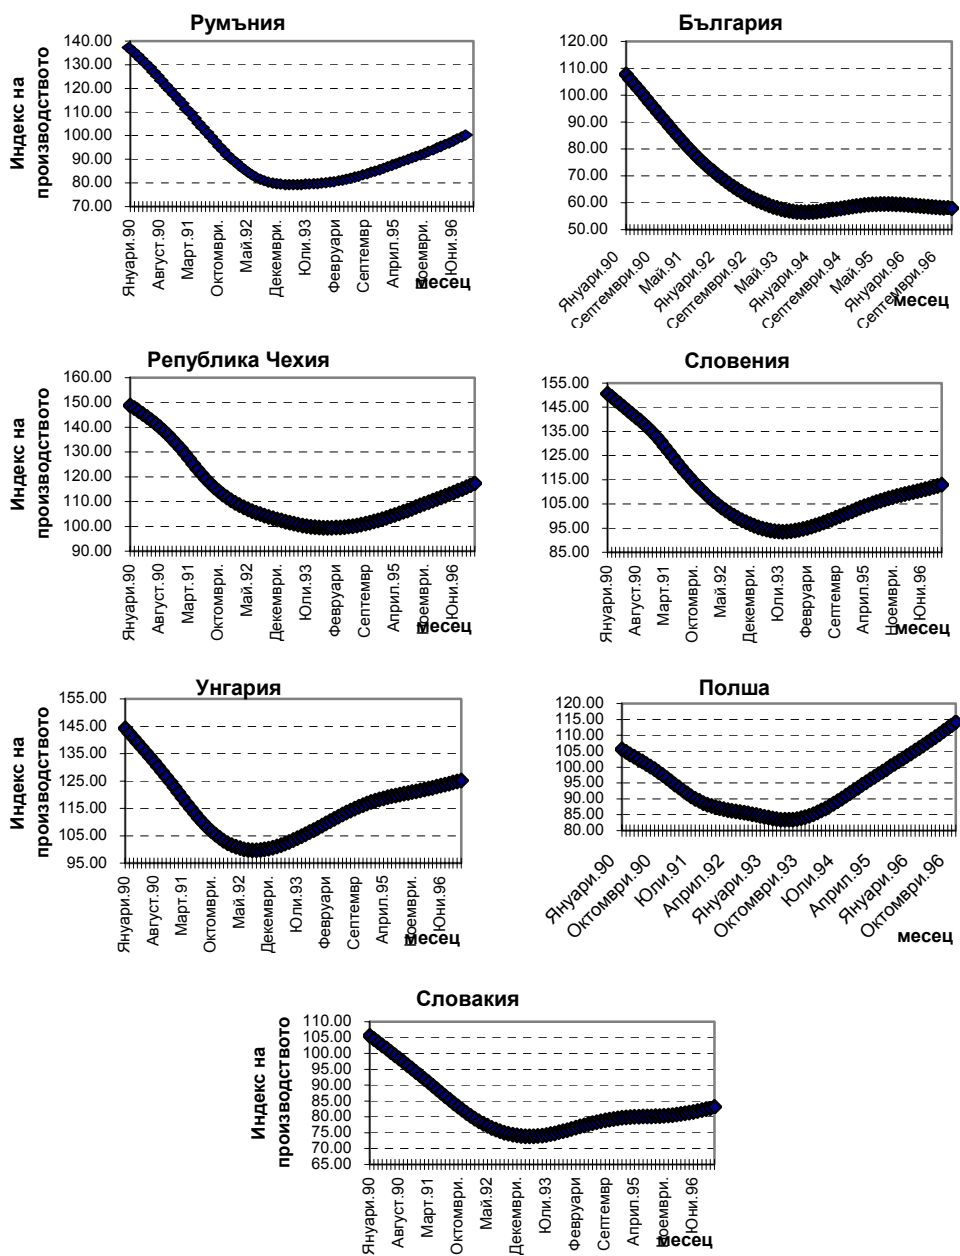 Румъния
Индекс на
производството
140.00
130.00
120.00
110.00
100.00
90.00
80.00
70.00
Януари.90
Август.90
Март.91
Октомври.
Май.92
Декември.
Юли.93
Февруари
Септемвр
Април.95
Ноември.
Юни.96
месец
България
120.00
110.00
100.00
90.00
80.00
70.00
60.00
50.00
Януари.90
Септември.90
Май.91
Януари.92
Септември.92
Май.93
Януари.94
Септември.94
Май.95
Януари.96
Септември.96
месец
Република Чехия
Индекс на
производството
160.00
150.00
140.00
130.00
120.00
110.00
100.00
90.00
Януари.90
Август.90
Март.91
Октомври.
Май.92
Декември.
Юли.93
Февруари
Септемвр
Април.95
Ноември.
Юни.96
месец
Словения
155.00
145.00
135.00
125.00
115.00
105.00
95.00
85.00
Януари.90
Август.90
Март.91
Октомври.
Май.92
Декември.
Юли.93
Февруари
Септемвр
Април.95
Ноември.
Юни.96
месец
Унгария
Индекс на
производството
155.00
145.00
135.00
125.00
115.00
105.00
95.00
Януари.90
Август.90
Март.91
Октомври.
Май.92
Декември.
Юли.93
Февруари
Септемвр
Април.95
Ноември.
Юни.96
месец
Полша
120.00
115.00
110.00
105.00
100.00
95.00
90.00
85.00
80.00
Януари.90
Октомври.90
Юли.91
Април.92
Януари.93
Октомври.93
Юли.94
Април.95
Януари.96
Октомври.96
месец
Словакия
Индекс на
производството
110.00
105.00
100.00
95.00
90.00
85.00
80.00
75.00
70.00
65.00
Януари.90
Август.90
Март.91
Октомври.
Май.92
Декември.
Юли.93
Февруари
Септемвр
Април.95
Ноември.
Юни.96
месец